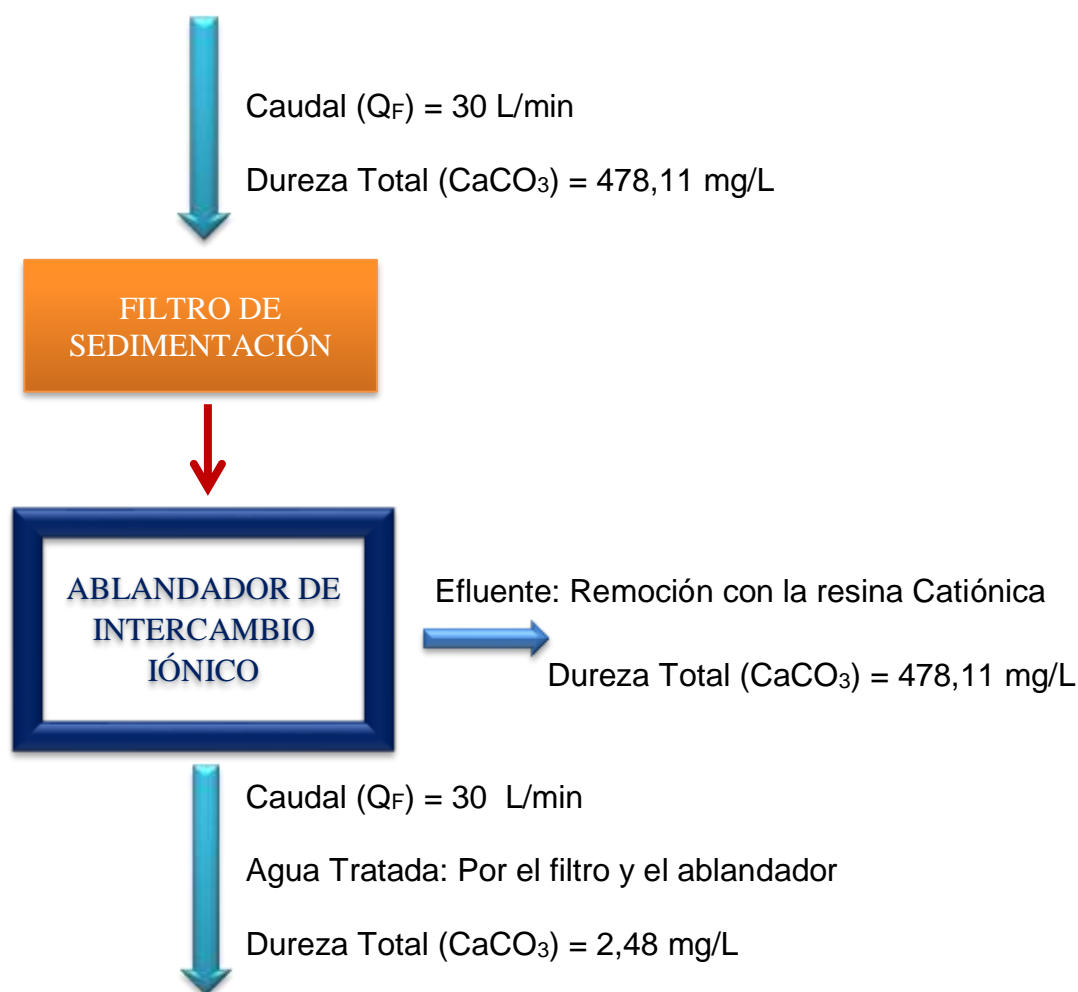 Caudal (QF) = 30 L/min
Dureza Total (CaCO3) = 478,11 mg/L
FILTRO DE
SEDIMENTACIÓN
ABLANDADOR DE
INTERCAMBIO
IÓNICO
Efluente: Remoción con la resina Catiónica
Dureza Total (CaCO3) = 478,11 mg/L
Caudal (QF) = 30 L/min
Agua Tratada: Por el filtro y el ablandador
Dureza Total (CaCO3) = 2,48 mg/L